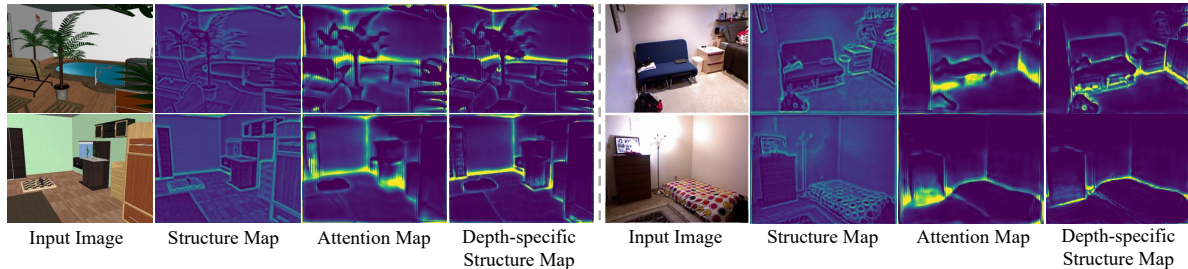 Input Image
Structure Map
Attention Map
Depth-specific
Structure Map
Input Image
Structure Map
Attention Map
Depth-specific
Structure Map